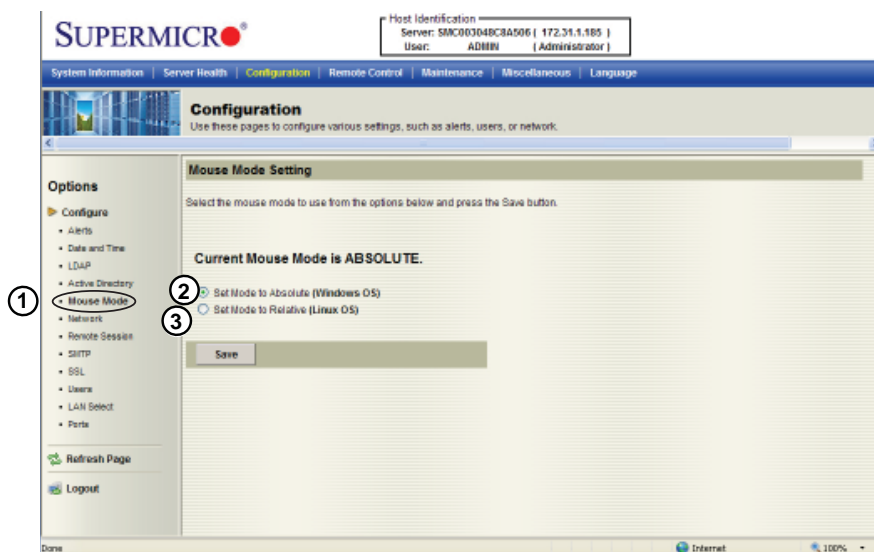 SUPERMICRO
Host Identification
Server: SMC003048C8A506 ( 172.31.1.185 )
User: ADMIN ( Administrator )
System Information | Server Health | Configuration | Remote Control | Maintenance | Miscellaneous | Language
Configuration
Use these pages to configure various settings, such as alerts, users, or network.
Options
Configure
Alerts
Date and Time
LDAP
Active Directory
1
Mouse Mode
Network
Remote Session
SMTP
SSL
Users
LAN Select
Ports
Refresh Page
Logout
Mouse Mode Setting
Select the mouse mode to use from the options below and press the Save button.
Current Mouse Mode is ABSOLUTE.
2 Set Mode to Absolute (Windows OS)
3 Set Mode to Relative (Linux OS)
Save
Done
Internet
100%